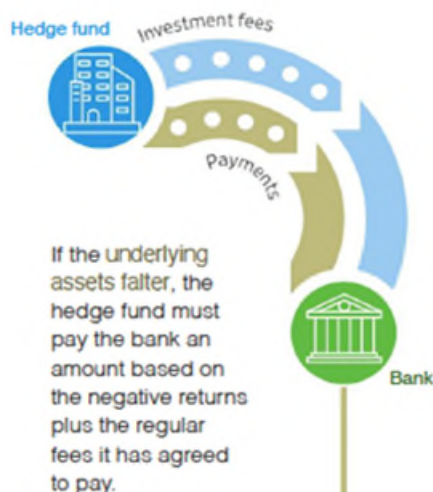 Hedge fund
Investment fees
Payments
If the underlying
assets falter, the
hedge fund must
pay the bank an
amount based on
the negative returns
plus the regular
fees it has agreed
to pay.
Bank